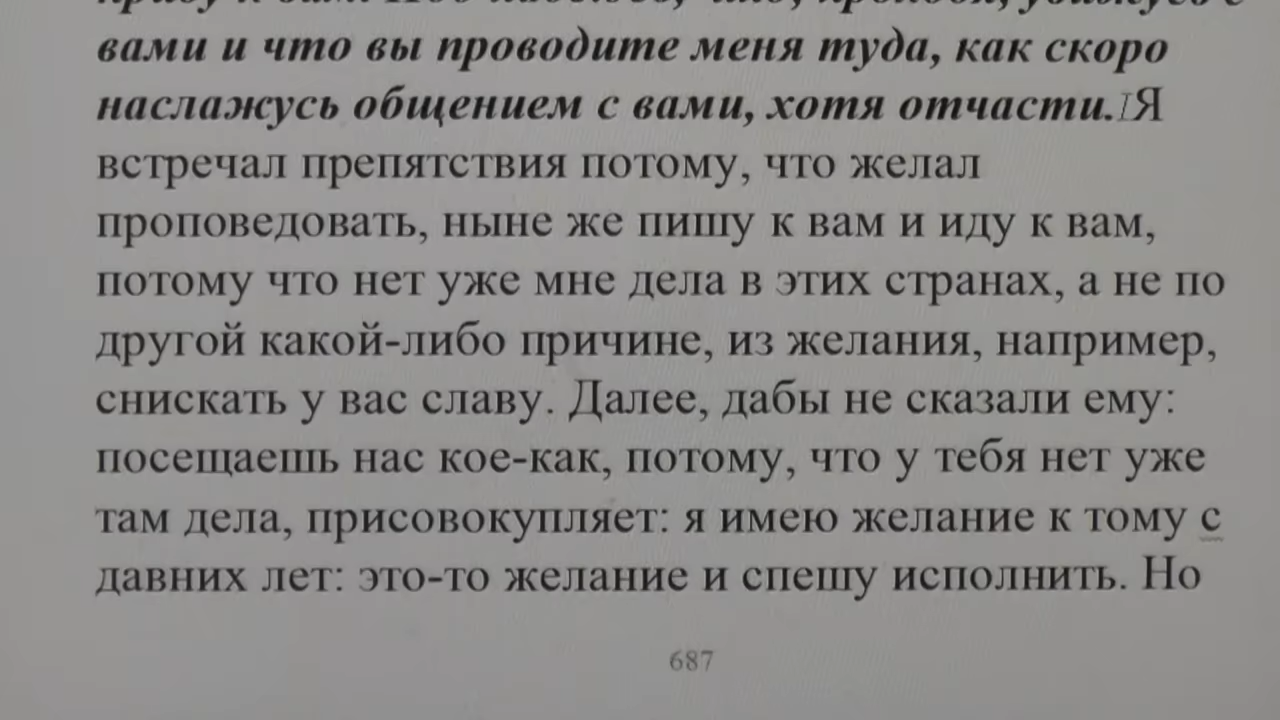 вами и что вы проводите меня туда, как скоро
наслажусь общением с вами, хотя отчасти. Я
встречал препятствия потому, что желал
проповедовать, ныне же пишу к вам и иду к вам,
потому что нет уже мне дела в этих странах, а не по
другой какой-либо причине, из желания, например,
снискать у вас славу. Далее, дабы не сказали ему:
посещаешь нас кое-как, потому, что у тебя нет уже
там дела, присовокупляет: я имею желание к тому с
давних лет: это-то желание и спешу исполнить. Но
687